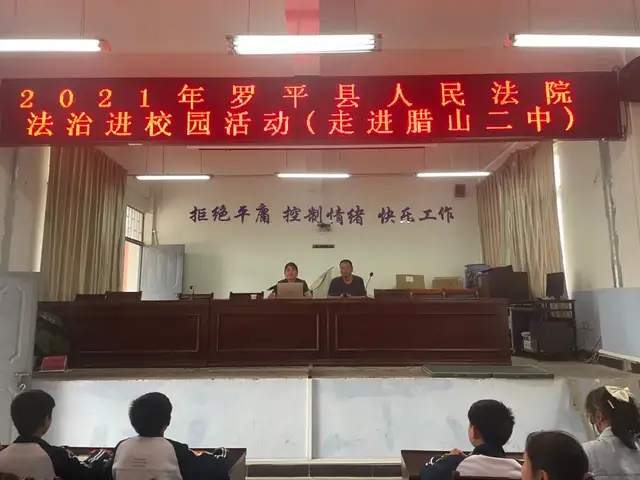 2021年罗平县人民法院
法治进校园活动(走进腊山二中)
拒绝平庸 控制情绪 快乐工作